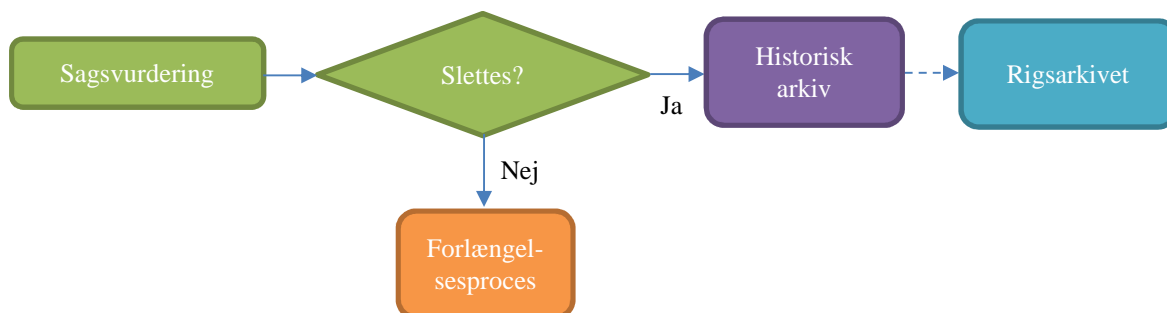 Sagsvurdering
Slettes?
Historisk
arkiv
Rigsarkivet
Ja
Nej
Forlængel-
sesproces